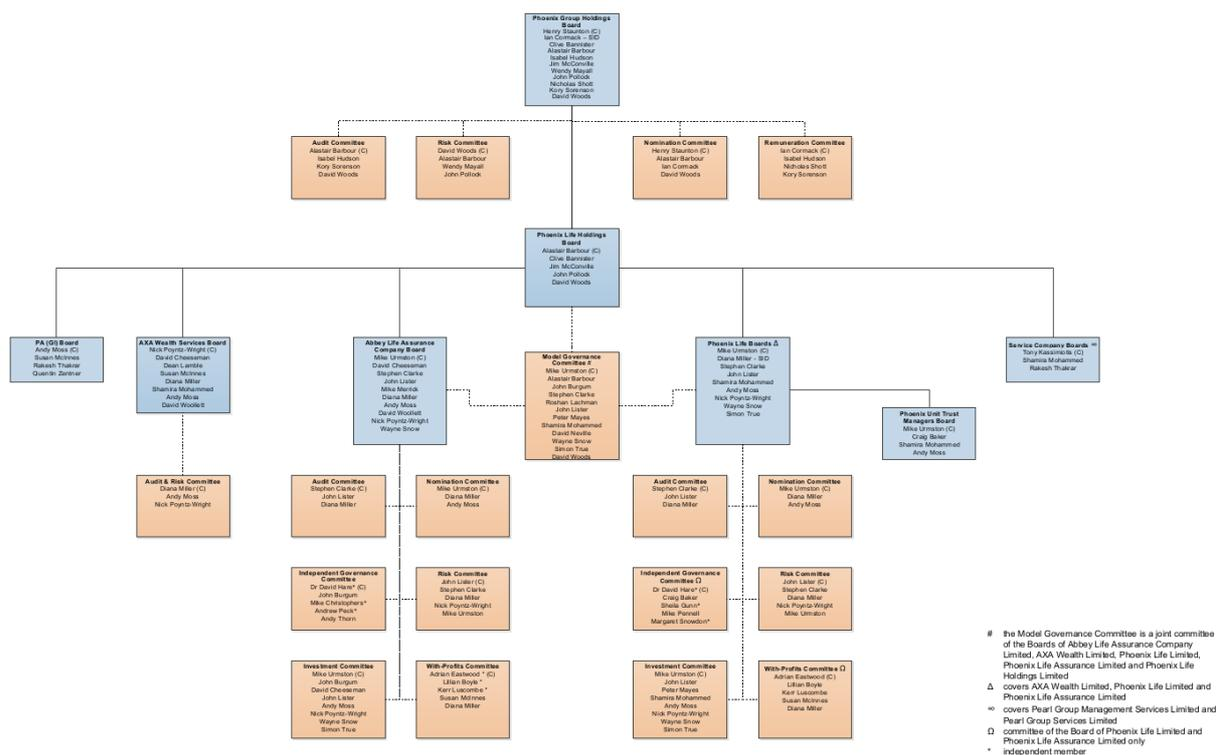 Phoenix Group Holdings
Board
Henry Staunton (C)
Ian Cormack – SID
Clive Bannister
Alastair Barbour
Isabel Hudson
Jim McConville
Wendy Mayall
John Pollock
Nicholas Shott
Kory Sorenson
David Woods
Audit Committee
Alastair Barbour (C)
Isabel Hudson
Kory Sorenson
David Woods
Risk Committee
David Woods (C)
Alastair Barbour
Wendy Mayall
John Pollock
Nomination Committee
Henry Staunton (C)
Alastair Barbour
Ian Cormack
David Woods
Remuneration Committee
Ian Cormack (C)
Isabel Hudson
Nicholas Shott
Kory Sorenson
Phoenix Life Holdings
Board
Alastair Barbour (C)
Clive Bannister
Jim McConville
John Pollock
David Woods
PA (GI) Board
Andy Moss (C)
Susan McInnes
Rakesh Thakrar
Quentin Zentner
AXA Wealth Services Board
Nick Poyntz-Wright (C)
David Cheeseman
Dean Lamble
Susan McInnes
Diana Miller
Shamira Mohammed
Andy Moss
David Woollett
Abbey Life Assurance
Company Board
Mike Urmston (C)
David Cheeseman
Stephen Clarke
John Lister
Mike Merrick
Diana Miller
Andy Moss
David Woollett
Nick Poyntz-Wright
Wayne Snow
Model Governance
Committee #
Mike Urmston (C)
Alastair Barbour
John Burgum
Stephen Clarke
Roshan Lachman
John Lister
Peter Mayes
Shamira Mohammed
David Neville
Wayne Snow
Simon True
David Woods
Phoenix Life Boards Δ
Mike Urmston (C)
Diana Miller - SID
Stephen Clarke
John Lister
Shamira Mohammed
Andy Moss
Nick Poyntz-Wright
Wayne Snow
Simon True
Service Company Boards ∞
Tony Kassimiotis (C)
Shamira Mohammed
Rakesh Thakrar
Phoenix Unit Trust
Managers Board
Mike Urmston (C)
Craig Baker
Shamira Mohammed
Andy Moss
Audit & Risk Committee
Diana Miller (C)
Andy Moss
Nick Poyntz-Wright
Audit Committee
Stephen Clarke (C)
John Lister
Diana Miller
Nomination Committee
Mike Urmston (C)
Diana Miller
Andy Moss
Audit Committee
Stephen Clarke (C)
John Lister
Diana Miller
Nomination Committee
Mike Urmston (C)
Diana Miller
Andy Moss
Independent Governance
Committee
Dr David Hare* (C)
John Burgum
Mike Christophers*
Andrew Peck*
Andy Thorn
Risk Committee
John Lister (C)
Stephen Clarke
Diana Miller
Nick Poyntz-Wright
Mike Urmston
Independent Governance
Committee Ω
Dr David Hare* (C)
Craig Baker
Sheila Gunn*
Mike Pennell
Margaret Snowdon*
Risk Committee
John Lister (C)
Stephen Clarke
Diana Miller
Nick Poyntz-Wright
Mike Urmston
Investment Committee
Mike Urmston (C)
John Burgum
David Cheeseman
John Lister
Andy Moss
Nick Poyntz-Wright
Wayne Snow
Simon True
With-Profits Committee
Adrian Eastwood * (C)
Lillian Boyle *
Kerr Luscombe *
Susan McInnes
Diana Miller
Investment Committee
Mike Urmston (C)
John Lister
Peter Mayes
Shamira Mohammed
Andy Moss
Nick Poyntz-Wright
Wayne Snow
Simon True
With-Profits Committee Ω
Adrian Eastwood (C)
Lillian Boyle
Kerr Luscombe
Susan McInnes
Diana Miller
# the Model Governance Committee is a joint committee
of the Boards of Abbey Life Assurance Company
Limited, AXA Wealth Limited, Phoenix Life Limited,
Phoenix Life Assurance Limited and Phoenix Life
Holdings Limited
Δ covers AXA Wealth Limited, Phoenix Life Limited and
Phoenix Life Assurance Limited
∞ covers Pearl Group Management Services Limited and
Pearl Group Services Limited
Ω committee of the Board of Phoenix Life Limited and
Phoenix Life Assurance Limited only
* independent member